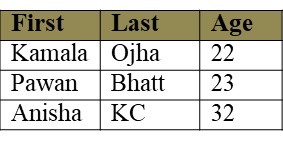 First Last Age
Kamala Ojha 22
Pawan Bhatt 23
Anisha KC 32